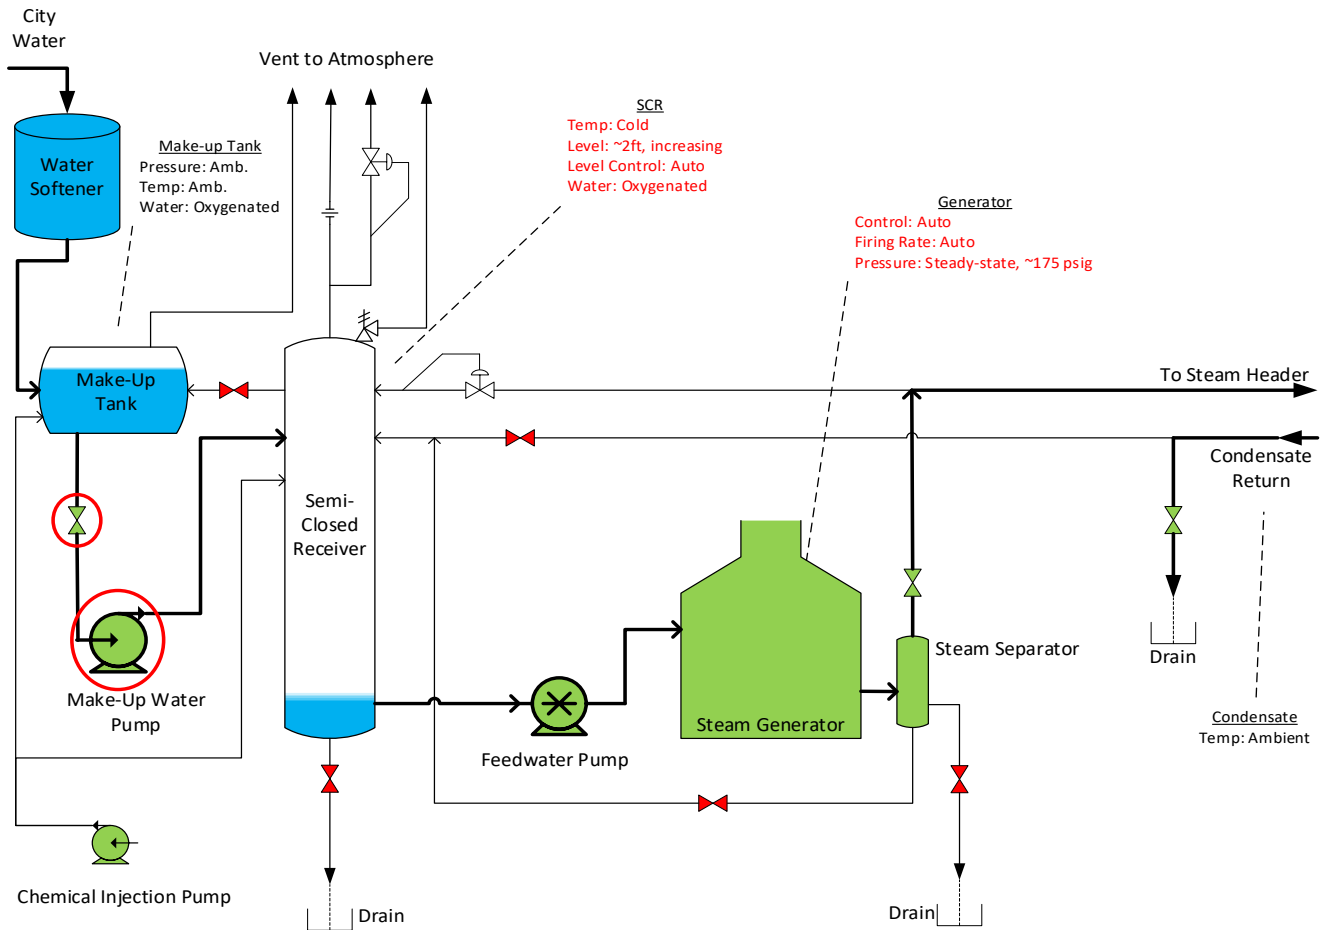 City
Water
Vent to Atmosphere
SCR
Temp: Cold
Level: ~2ft, increasing
Level Control: Auto
Water: Oxygenated
Make-up Tank
Pressure: Amb.
Temp: Amb.
Water: Oxygenated
Water
Softener
Generator
Control: Auto
Firing Rate: Auto
Pressure: Steady-state, ~175 psig
Make-Up
Tank
To Steam Header
Condensate
Return
Semi-
Closed
Receiver
Steam Separator
Drain
Make-Up Water
Pump
Steam Generator
Feedwater Pump
Condensate
Temp: Ambient
Chemical Injection Pump
Drain
Drain